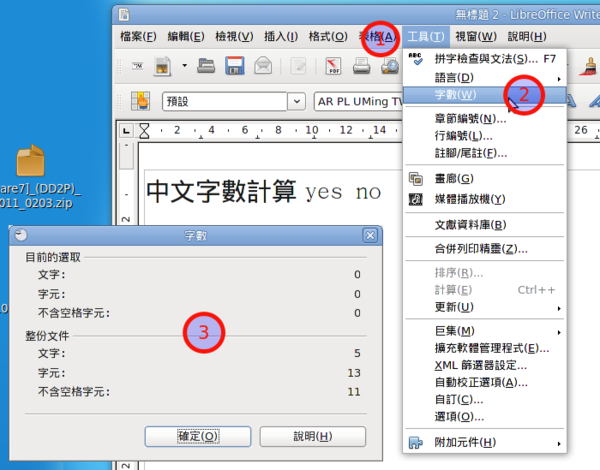 無標題 2 - LibreOffice Write
檔案(F) 編輯(E) 檢視(V) 插入(I) 格式(O) 表格(A) 工具(T) 視窗(W) 說明(H)
1
拼字檢查與文法(S)... F7
語言(D)
字數(W)
2
章節編號(N)...
行編號(L)...
註腳/尾註(F)...
畫廊(G)
媒體播放機(Y)
文獻資料庫(B)
合併列印精靈(Z)...
排序(R)...
計算(E) Ctrl++
更新(U)
巨集(M)
擴充軟體管理程式(E)...
XML 篩選器設定...
自動校正選項(A)...
自訂(C)...
選項(O)...
附加元件(H)
PDF
預設
AR PL UMing TW
2 4 6 8 10 12 14 26
中文字數計算 yes no
are7]_(DD2P)_
011_0203.zip
字數
目前的選取
文字: 0
字元: 0
不含空格字元: 0
3
整份文件
文字: 5
字元: 13
不含空格字元: 11
確定(O) 說明(H)